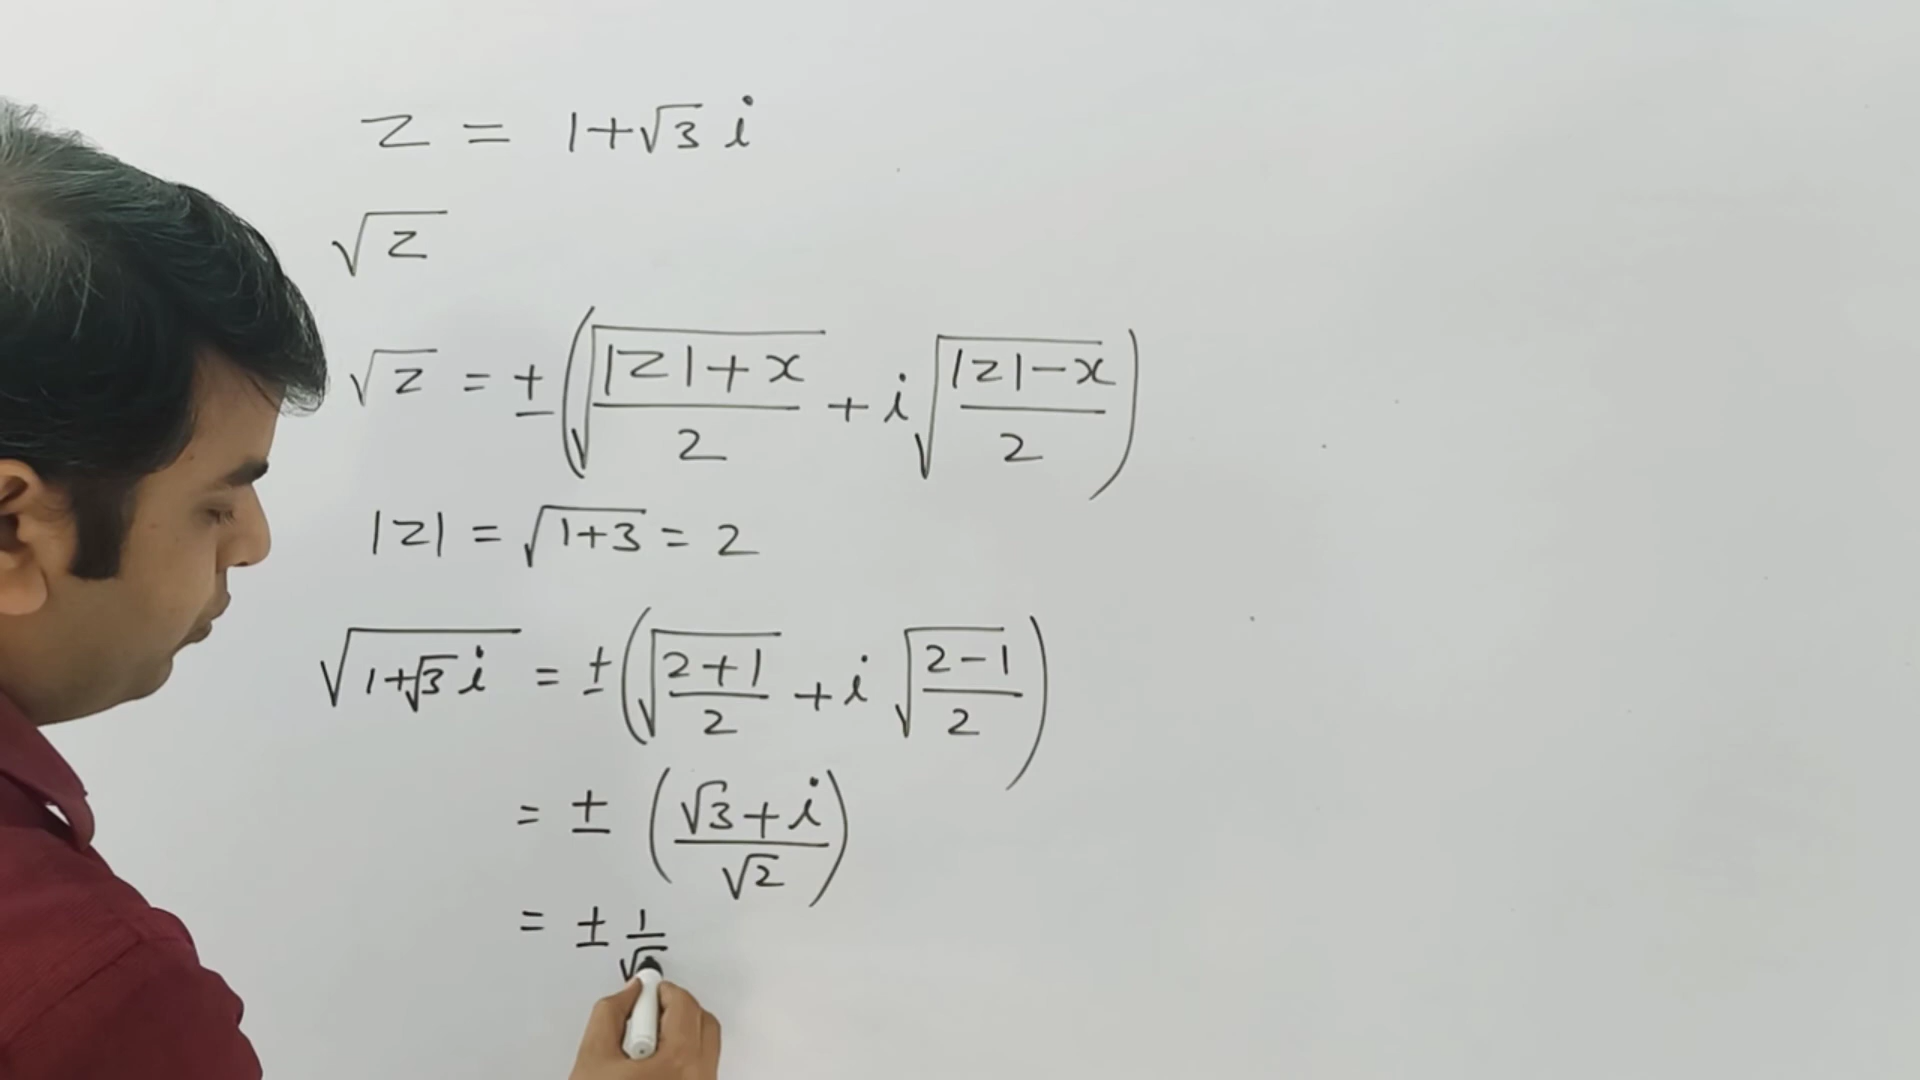 z = 1+√3 i
√z
√z = ± (√((|z|+x)/2) + i √((|z|-x)/2))
|z| = √(1+3) = 2
√(1+√3 i) = ± (√((2+1)/2) + i √((2-1)/2))
= ± ((√3+i)/√2)
= ± 1/√